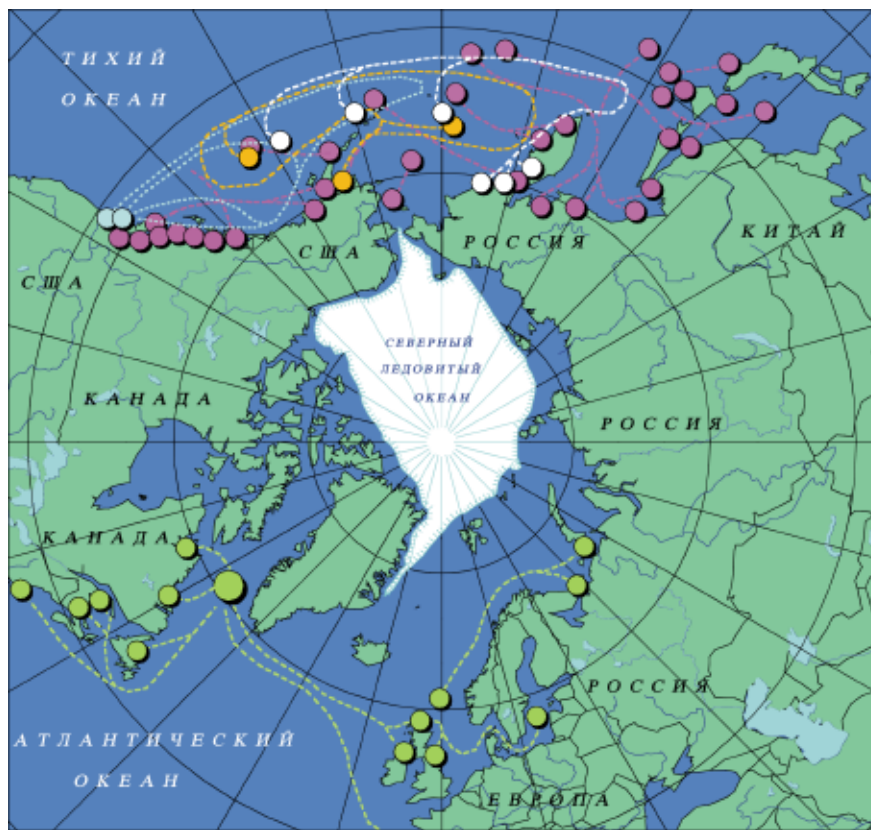 ТИХИЙ
ОКЕАН
США
РОССИЯ
КИТАЙ
США
СЕВЕРНЫЙ
ЛЕДОВИТЫЙ
ОКЕАН
КАНАДА
РОССИЯ
КАНАДА
РОССИЯ
АТЛАНТИЧЕСКИЙ
ОКЕАН
ЕВРОПА